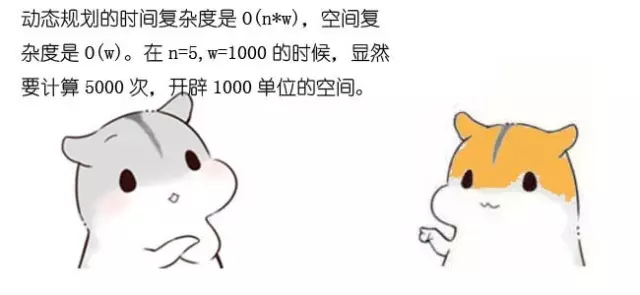 动态规划的时间复杂度是 O(n*w)，空间复
杂度是 O(w)。在 n=5,w=1000 的时候，显然
要计算 5000 次，开辟 1000 单位的空间。